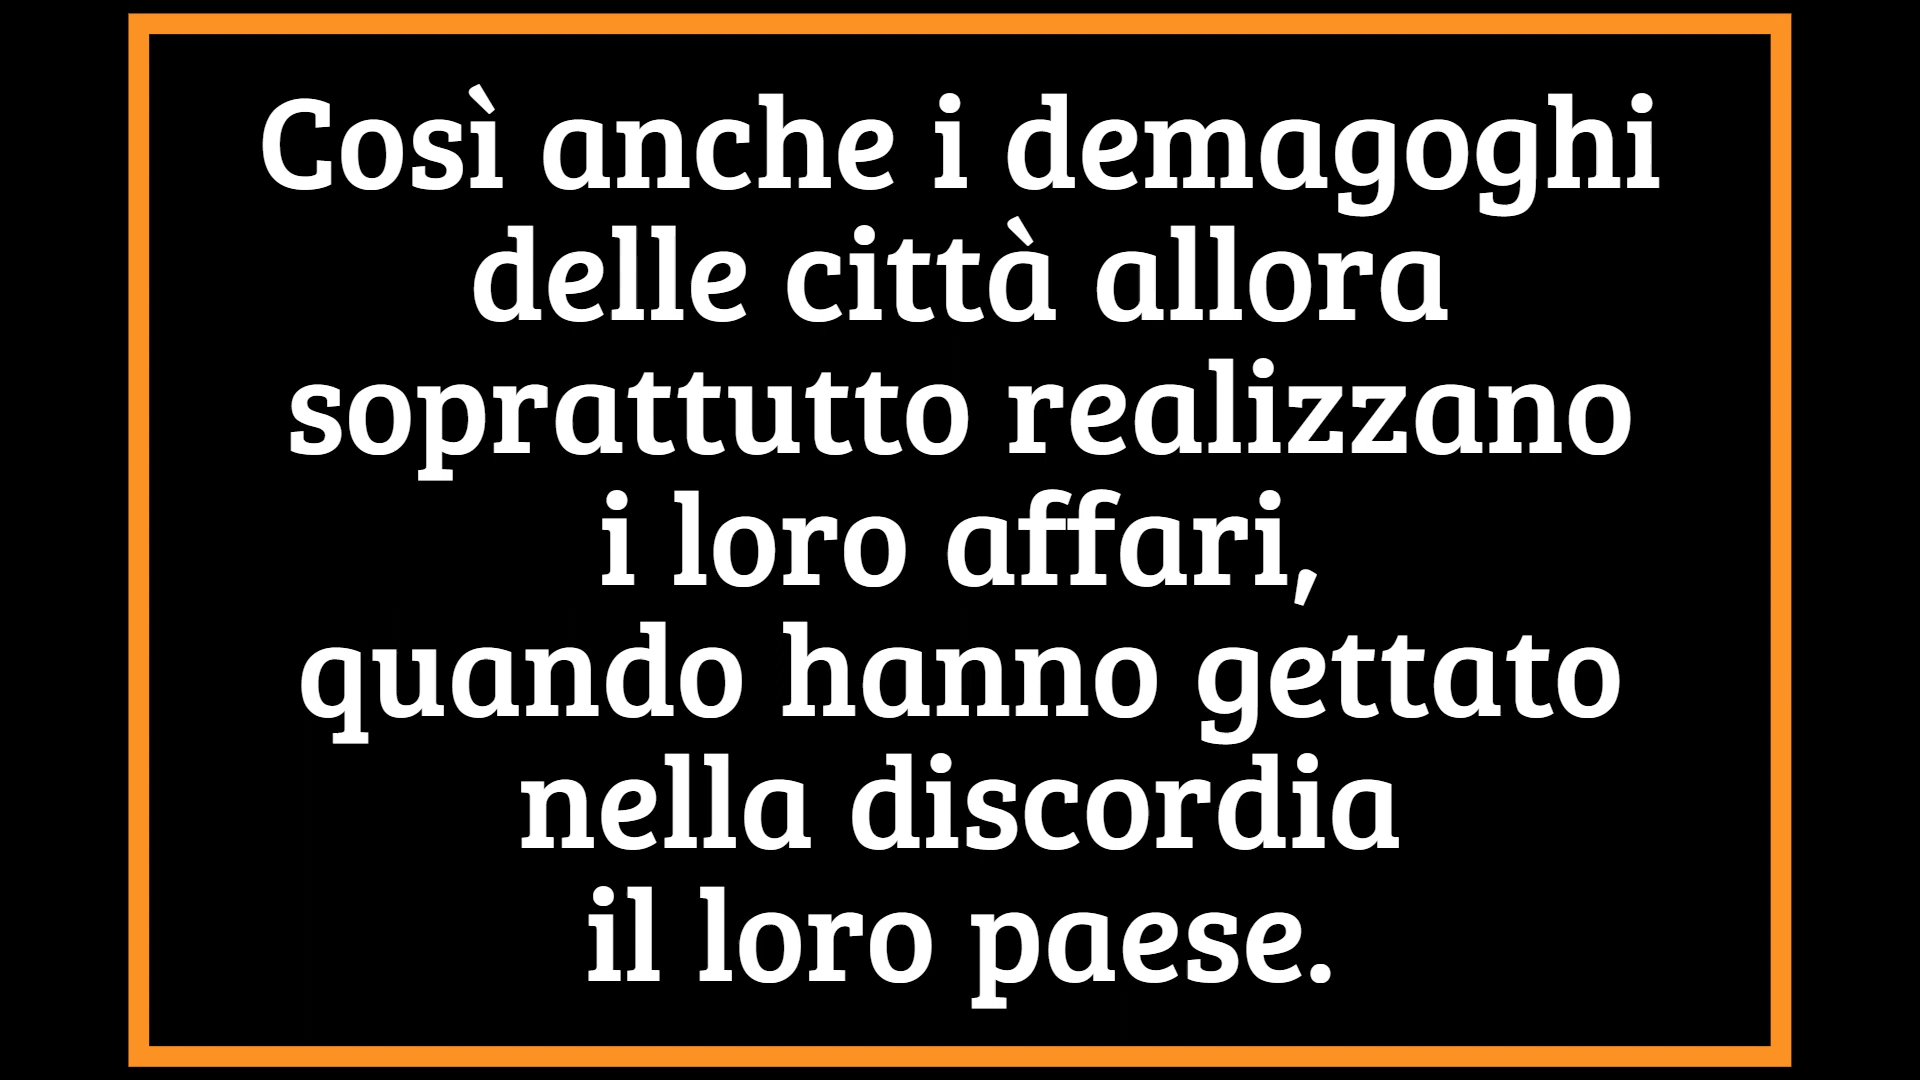 Così anche i demagoghi
delle città allora
soprattutto realizzano
i loro affari,
quando hanno gettato
nella discordia
il loro paese.